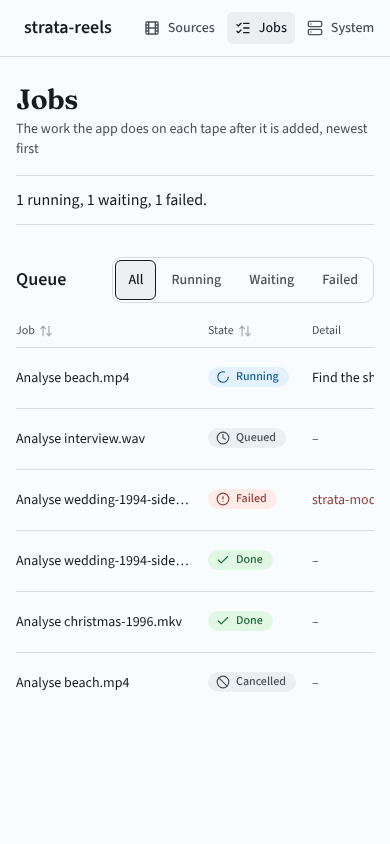 strata-reels Sources Jobs System
Jobs
The work the app does on each tape after it is added, newest
first
1 running, 1 waiting, 1 failed.
Queue All Running Waiting Failed
Job State Detail
Analyse beach.mp4 Running Find the sh
Analyse interview.wav Queued –
Analyse wedding-1994-side… Failed strata-moc
Analyse wedding-1994-side… Done –
Analyse christmas-1996.mkv Done –
Analyse beach.mp4 Cancelled –